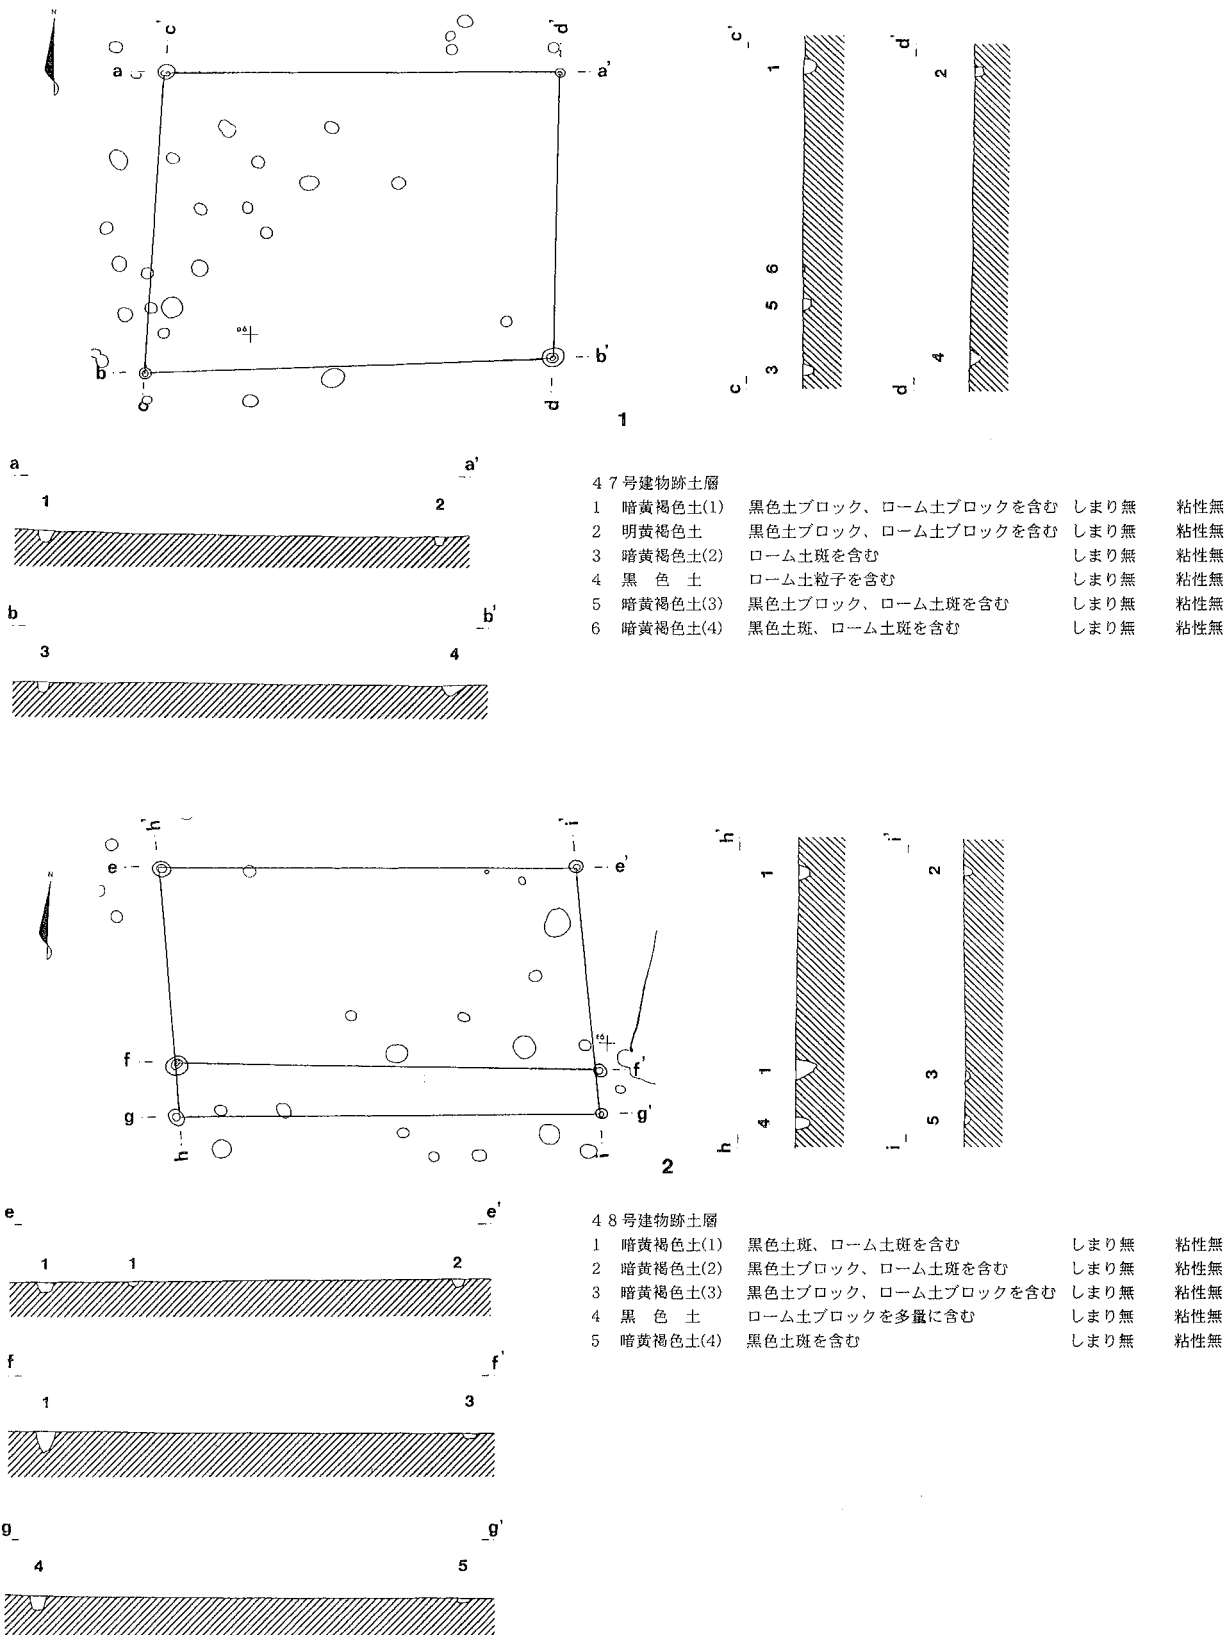 N
c'
d'
a
a'
b
b'
c
d
1
c'
1
6
5
3
c
d'
2
4
d
a
a'
1
2
b
b'
3
4
47号建物跡土層
1 暗黄褐色土(1) 黒色土ブロック、ローム土ブロックを含む しまり無 粘性無
2 明黄褐色土 黒色土ブロック、ローム土ブロックを含む しまり無 粘性無
3 暗黄褐色土(2) ローム土斑を含む しまり無 粘性無
4 黒色土 ローム土粒子を含む しまり無 粘性無
5 暗黄褐色土(3) 黒色土ブロック、ローム土斑を含む しまり無 粘性無
6 暗黄褐色土(4) 黒色土斑、ローム土斑を含む しまり無 粘性無
N
h'
i'
e
e'
f
f'
g
g'
h
i
2
h'
1
1
4
h
i'
2
3
5
i
e
e'
1
1
2
f
f'
1
3
g
g'
4
5
48号建物跡土層
1 暗黄褐色土(1) 黒色土斑、ローム土斑を含む しまり無 粘性無
2 暗黄褐色土(2) 黒色土ブロック、ローム土斑を含む しまり無 粘性無
3 暗黄褐色土(3) 黒色土ブロック、ローム土ブロックを含む しまり無 粘性無
4 黒色土 ローム土ブロックを多量に含む しまり無 粘性無
5 暗黄褐色土(4) 黒色土斑を含む しまり無 粘性無